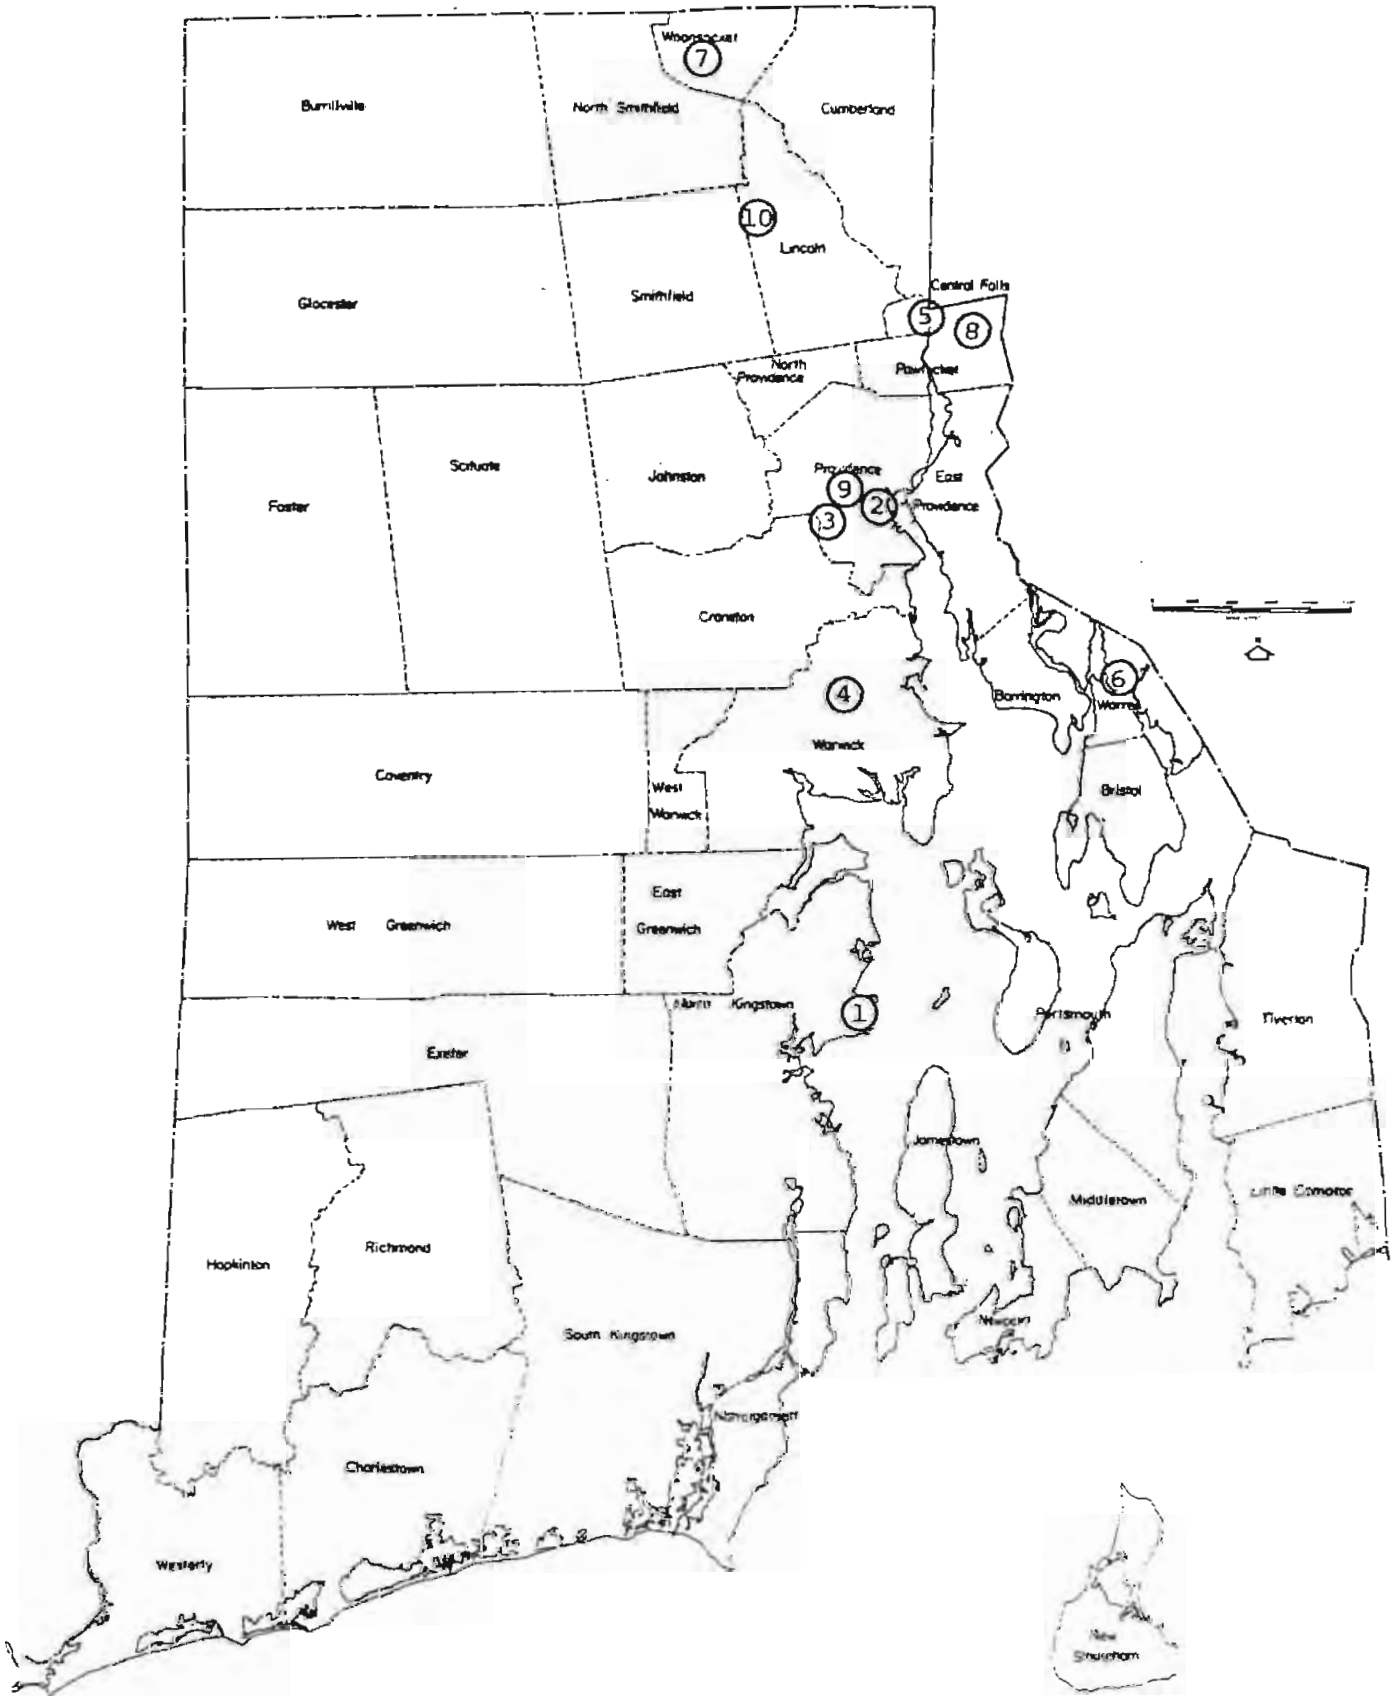 Woonsocket
7
Burrillville
North Smithfield
Cumberland
10
Lincoln
Glocester
Smithfield
Central Falls
5
8
North
Providence
Pawtucket
Scituate
Johnston
Providence
East
Providence
9
2
3
Foster
Cranston
4
6
Barrington
Warren
Warwick
Coventry
West
Warwick
Bristol
East
Greenwich
West Greenwich
North Kingstown
1
Portsmouth
Tiverton
Exeter
Jamestown
Middletown
Little Compton
Richmond
Hopkinton
South Kingstown
Newport
Narragansett
Charlestown
Westerly
New
Shoreham